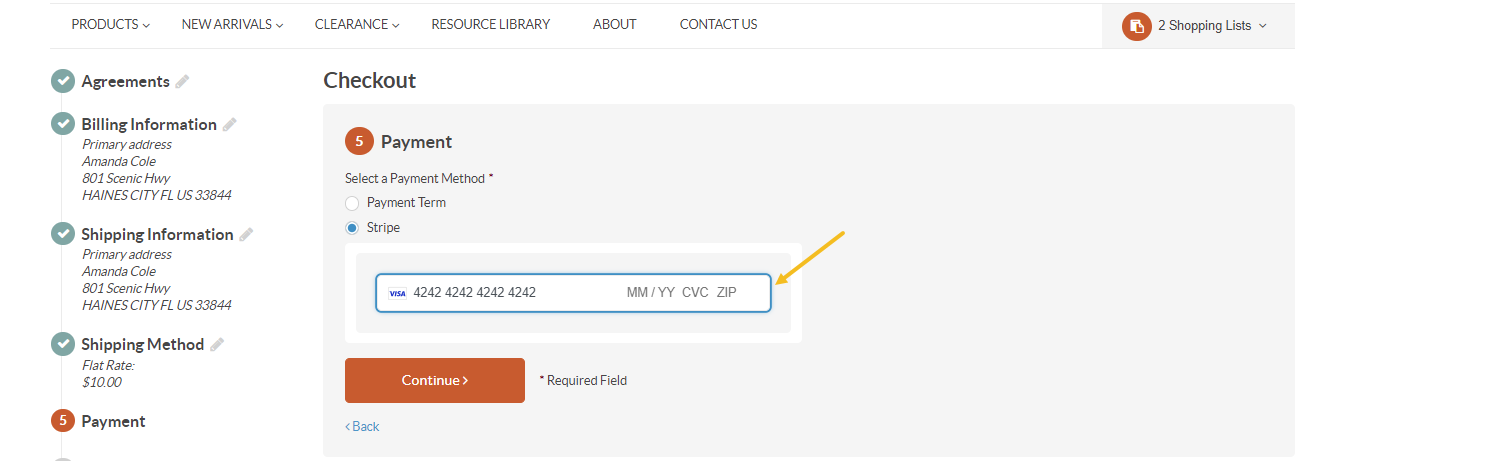 PRODUCTS NEW ARRIVALS CLEARANCE RESOURCE LIBRARY ABOUT CONTACT US 2 Shopping Lists
Agreements
Billing Information
Primary address
Amanda Cole
801 Scenic Hwy
HAINES CITY FL US 33844
Shipping Information
Primary address
Amanda Cole
801 Scenic Hwy
HAINES CITY FL US 33844
Shipping Method
Flat Rate:
$10.00
5 Payment
Checkout
5 Payment
Select a Payment Method *
Payment Term
Stripe
VISA 4242 4242 4242 4242 MM / YY CVC ZIP
Continue >
* Required Field
< Back